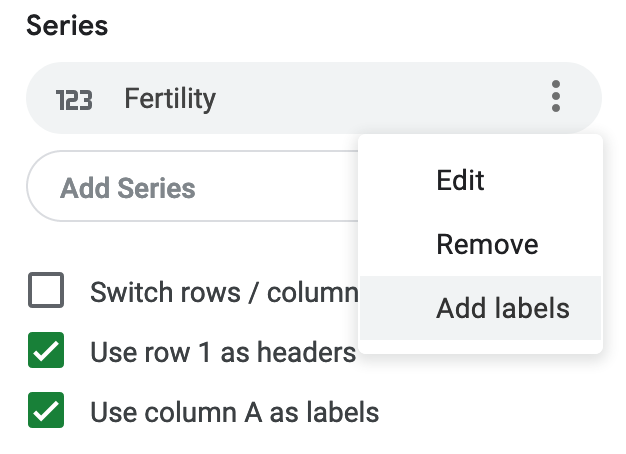 Series
123 Fertility
Edit
Add Series
Remove
Switch rows / column
Add labels
Use row 1 as headers
Use column A as labels